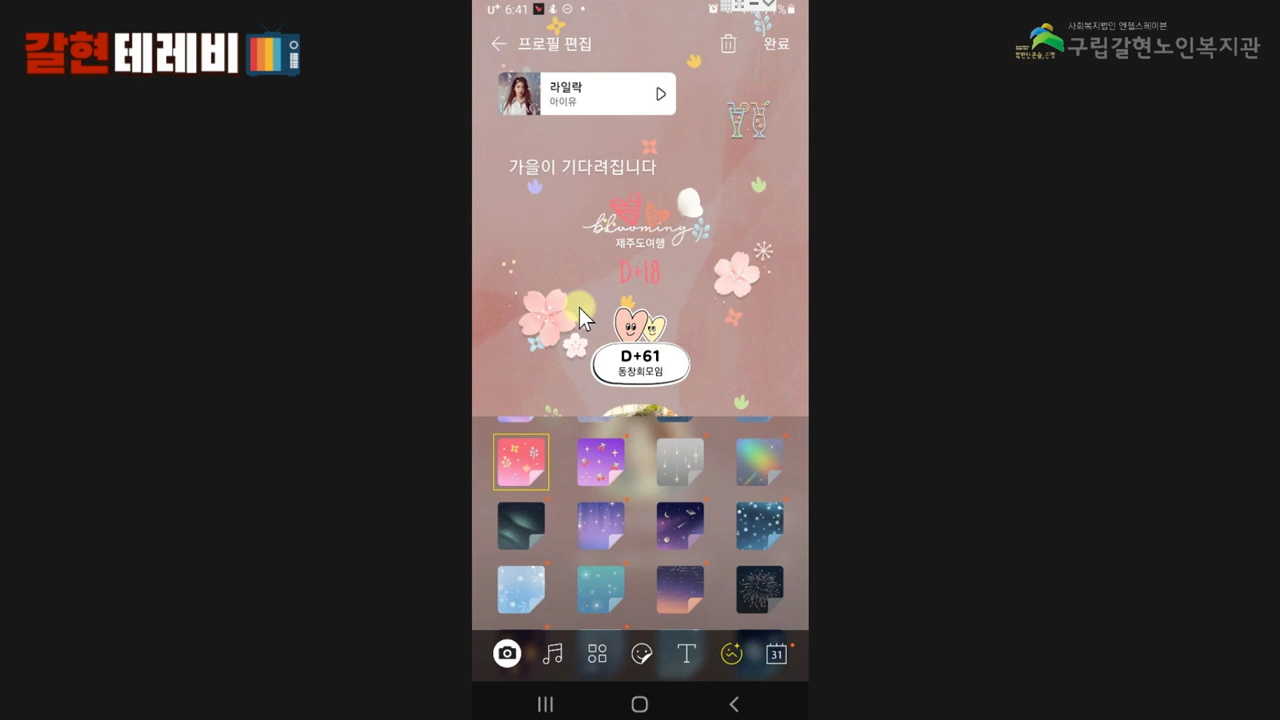 갈현테레비
사회복지법인 엔젤스헤이븐
구립갈현노인복지관
U+ 6:41
프로필 편집
완료
라일락
아이유
가을이 기다려집니다
blooming
제주도여행
D+18
D+61
동창회모임
T
31